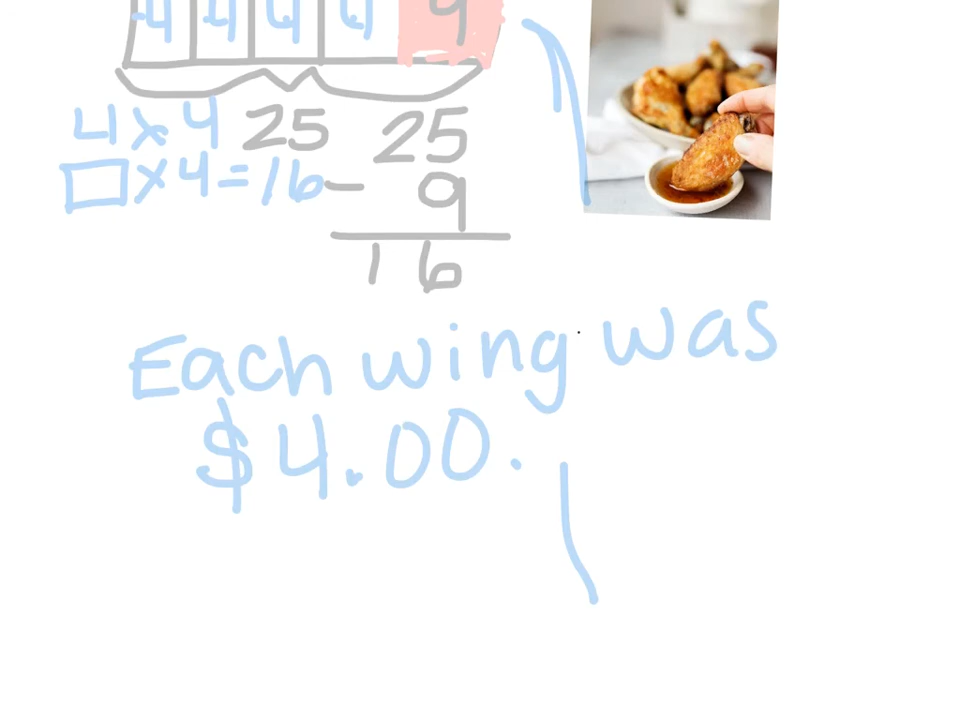 4 4 4 4 9
4 x 4 25 25
□ x 4 = 16 - 9
16
Each wing was
$4.00.